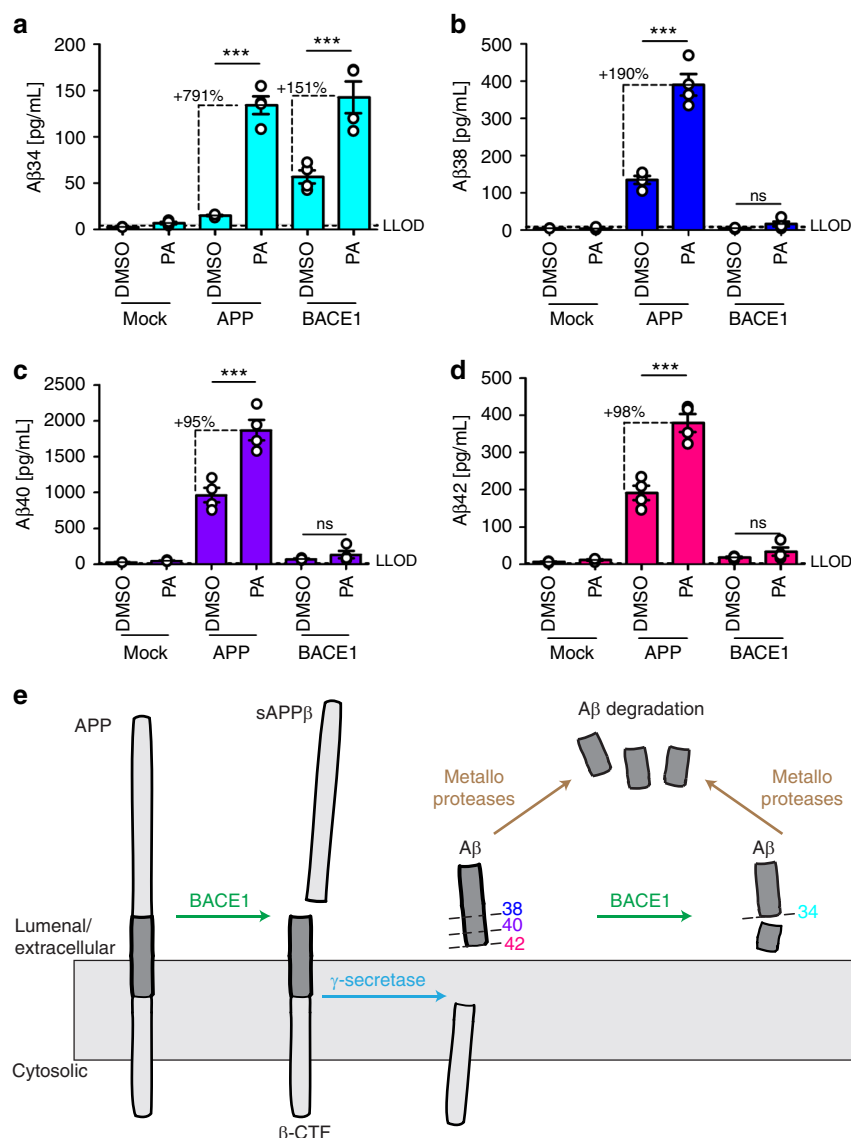 a
Aβ34 [pg/mL]
200
150
100
50
0
+791%
***
+151%
***
LLOD
DMSO
PA
DMSO
PA
DMSO
PA
Mock
APP
BACE1
b
Aβ38 [pg/mL]
500
400
300
200
100
0
+190%
***
ns
LLOD
DMSO
PA
DMSO
PA
DMSO
PA
Mock
APP
BACE1
c
Aβ40 [pg/mL]
2500
2000
1500
1000
500
0
+95%
***
ns
LLOD
DMSO
PA
DMSO
PA
DMSO
PA
Mock
APP
BACE1
d
Aβ42 [pg/mL]
500
400
300
200
100
0
+98%
***
ns
LLOD
DMSO
PA
DMSO
PA
DMSO
PA
Mock
APP
BACE1
e
APP
sAPPβ
Aβ degradation
Metallo
proteases
Metallo
proteases
Aβ
Aβ
BACE1
BACE1
38
40
42
34
Lumenal/
extracellular
γ-secretase
Cytosolic
β-CTF